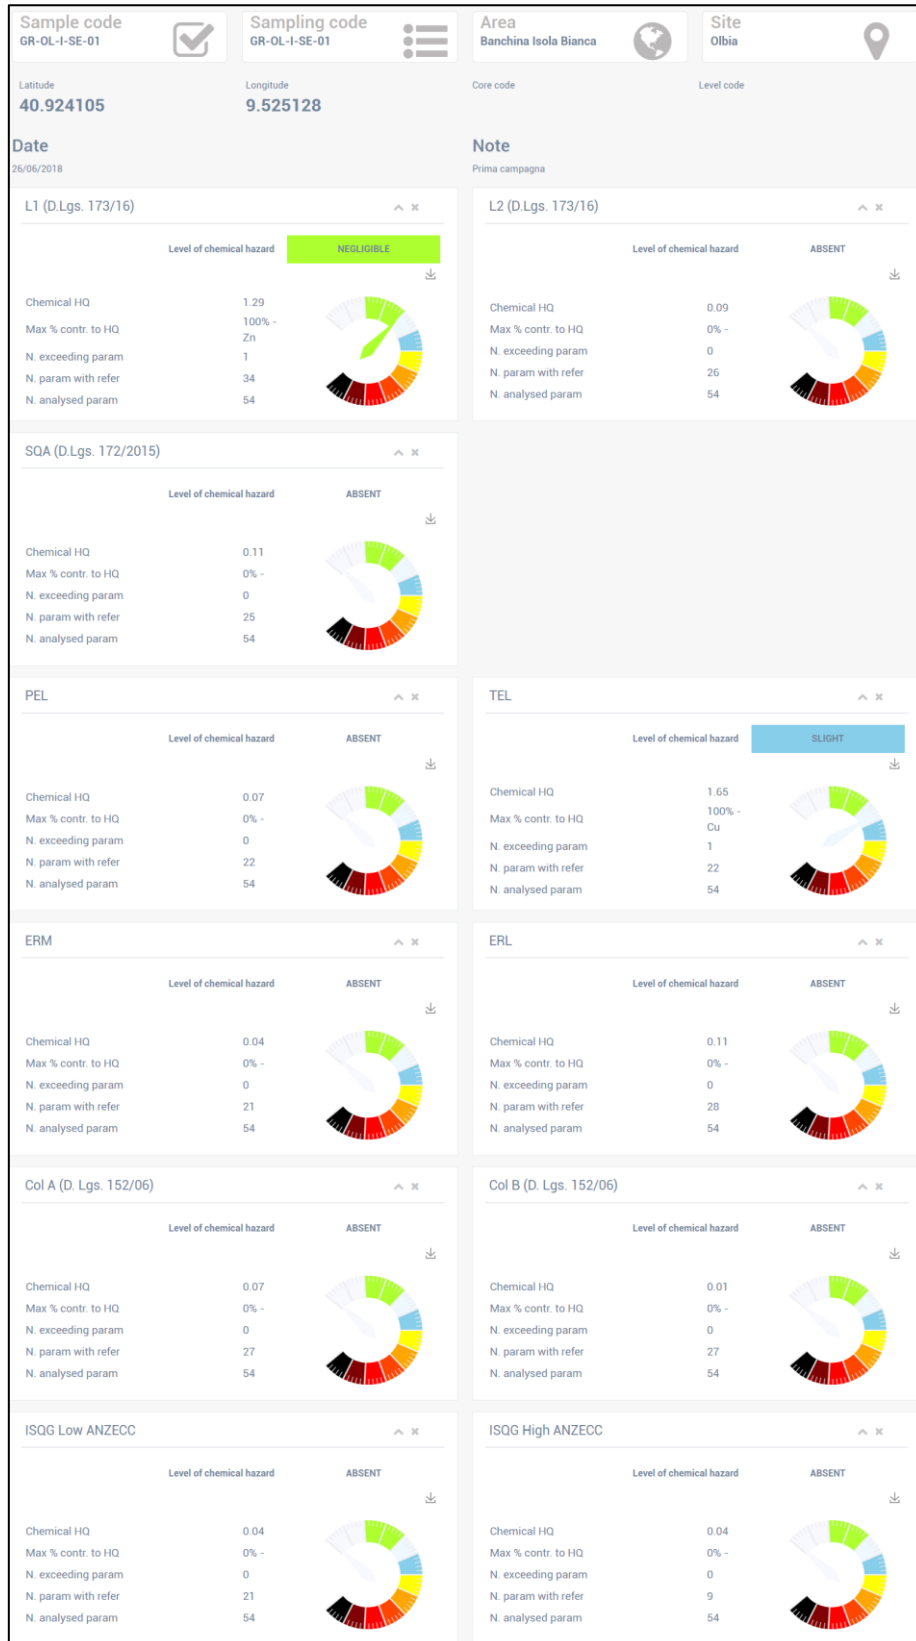 Sample code
GR-OL-I-SE-01
Sampling code
GR-OL-I-SE-01
Area
Banchina Isola Bianca
Site
Olbia
Latitude
40.924105
Longitude
9.525128
Core code
Level code
Date
26/06/2018
Note
Prima campagna
L1 (D.Lgs. 173/16)
Level of chemical hazard NEGLIGIBLE
Chemical HQ 1.29
Max % contr. to HQ 100% -
Zn
N. exceeding param 1
N. param with refer 34
N. analysed param 54
L2 (D.Lgs. 173/16)
Level of chemical hazard ABSENT
Chemical HQ 0.09
Max % contr. to HQ 0% -
N. exceeding param 0
N. param with refer 26
N. analysed param 54
SQA (D.Lgs. 172/2015)
Level of chemical hazard ABSENT
Chemical HQ 0.11
Max % contr. to HQ 0% -
N. exceeding param 0
N. param with refer 25
N. analysed param 54
PEL
Level of chemical hazard ABSENT
Chemical HQ 0.07
Max % contr. to HQ 0% -
N. exceeding param 0
N. param with refer 22
N. analysed param 54
TEL
Level of chemical hazard SLIGHT
Chemical HQ 1.65
Max % contr. to HQ 100% -
Cu
N. exceeding param 1
N. param with refer 22
N. analysed param 54
ERM
Level of chemical hazard ABSENT
Chemical HQ 0.04
Max % contr. to HQ 0% -
N. exceeding param 0
N. param with refer 21
N. analysed param 54
ERL
Level of chemical hazard ABSENT
Chemical HQ 0.11
Max % contr. to HQ 0% -
N. exceeding param 0
N. param with refer 28
N. analysed param 54
Col A (D. Lgs. 152/06)
Level of chemical hazard ABSENT
Chemical HQ 0.07
Max % contr. to HQ 0% -
N. exceeding param 0
N. param with refer 27
N. analysed param 54
Col B (D. Lgs. 152/06)
Level of chemical hazard ABSENT
Chemical HQ 0.01
Max % contr. to HQ 0% -
N. exceeding param 0
N. param with refer 27
N. analysed param 54
ISQG Low ANZECC
Level of chemical hazard ABSENT
Chemical HQ 0.04
Max % contr. to HQ 0% -
N. exceeding param 0
N. param with refer 21
N. analysed param 54
ISQG High ANZECC
Level of chemical hazard ABSENT
Chemical HQ 0.04
Max % contr. to HQ 0% -
N. exceeding param 0
N. param with refer 9
N. analysed param 54